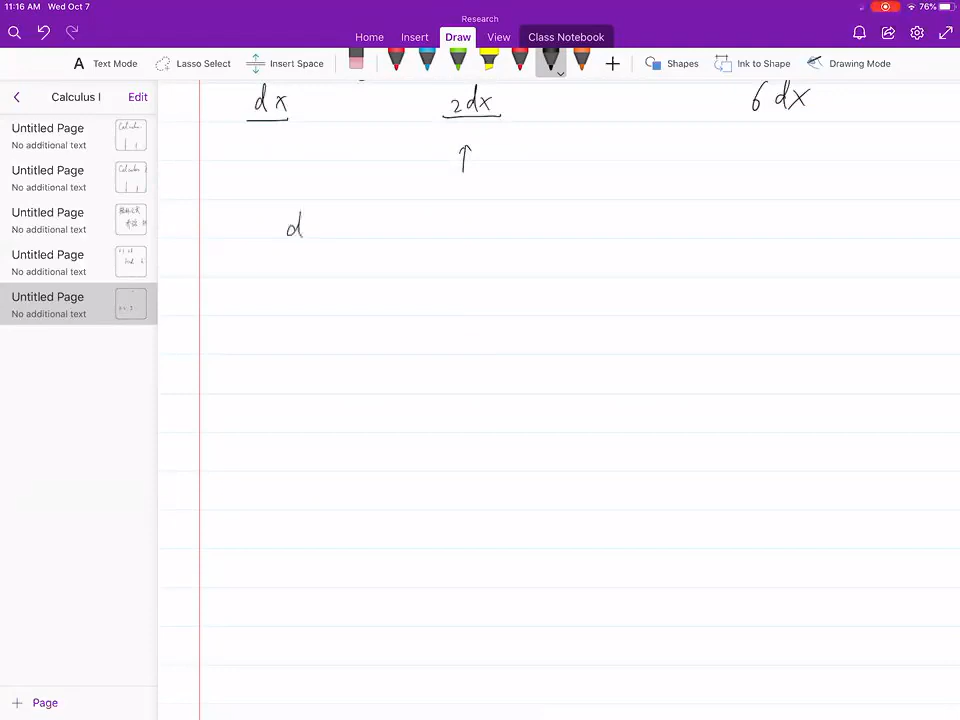 11:16 AM Wed Oct 7
76%
Research
Home Insert Draw View Class Notebook
A Text Mode Lasso Select Insert Space + Shapes Ink to Shape Drawing Mode
Calculus I Edit
Untitled Page
No additional text
Untitled Page
No additional text
Untitled Page
No additional text
Untitled Page
No additional text
Untitled Page
No additional text
+ Page
dx 2dx 6 dx
↑
d